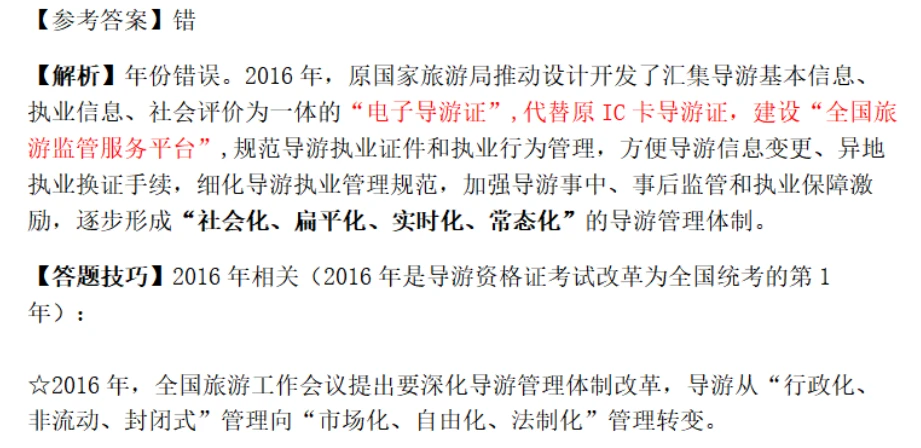 【参考答案】错
【解析】年份错误。2016 年，原国家旅游局推动设计开发了汇集导游基本信息、
执业信息、社会评价为一体的“电子导游证”,代替原 IC 卡导游证，建设“全国旅
游监管服务平台”,规范导游执业证件和执业行为管理，方便导游信息变更、异地
执业换证手续，细化导游执业管理规范，加强导游事中、事后监管和执业保障激
励，逐步形成“社会化、扁平化、实时化、常态化”的导游管理体制。
【答题技巧】2016 年相关（2016 年是导游资格证考试改革为全国统考的第 1
年）：
☆2016 年，全国旅游工作会议提出要深化导游管理体制改革，导游从“行政化、
非流动、封闭式”管理向“市场化、自由化、法制化”管理转变。